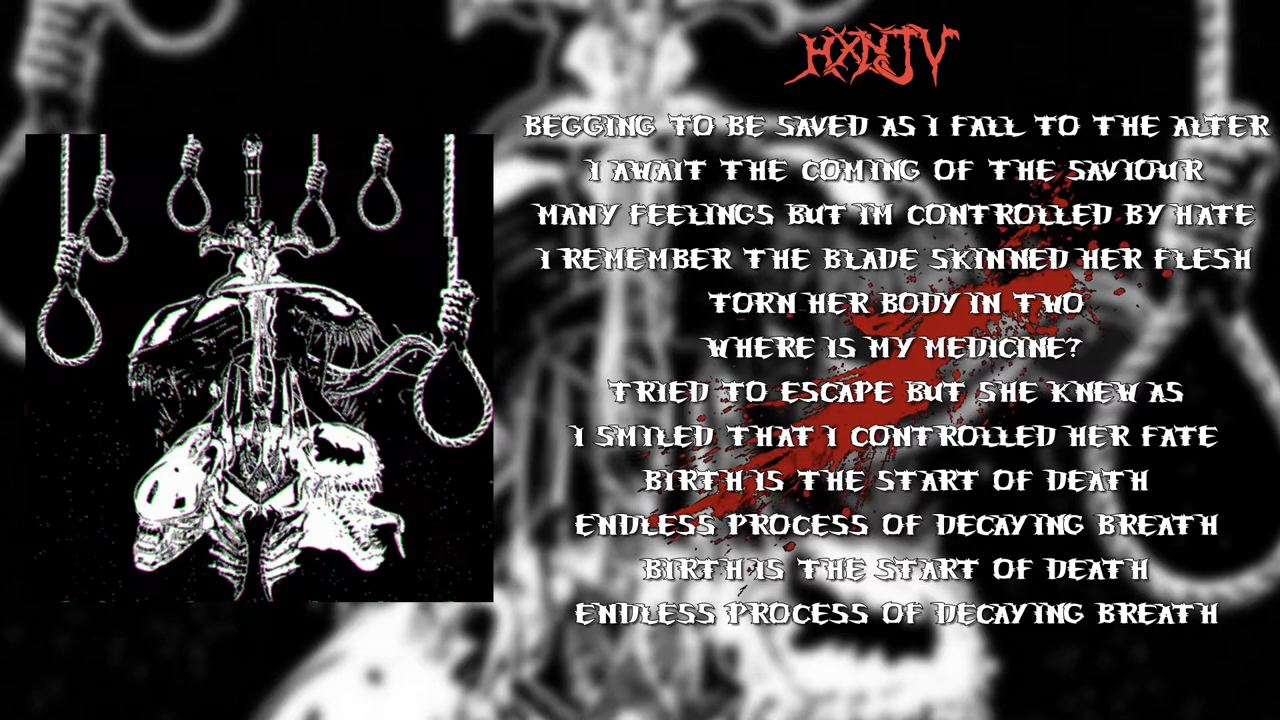 HXNJV
BEGGING TO BE SAVED AS I FALL TO THE ALTER
I AWAIT THE COMING OF THE SAVIOUR
MANY FEELINGS BUT IM CONTROLLED BY HATE
I REMEMBER THE BLADE SKINNED HER FLESH
TORN HER BODY IN TWO
WHERE IS MY MEDICINE?
TRIED TO ESCAPE BUT SHE KNEW AS
I SMILED THAT I CONTROLLED HER FATE
BIRTH IS THE START OF DEATH
ENDLESS PROCESS OF DECAYING BREATH
BIRTH IS THE START OF DEATH
ENDLESS PROCESS OF DECAYING BREATH